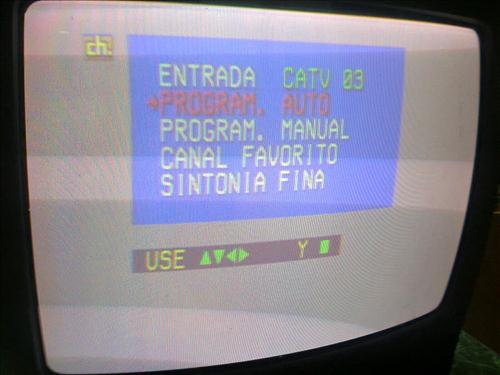 ch.
ENTRADA CATV 03
PROGRAM. AUTO
PROGRAM. MANUAL
CANAL FAVORITO
SINTONIA FINA
USE ▲▼◀▶ Y ■